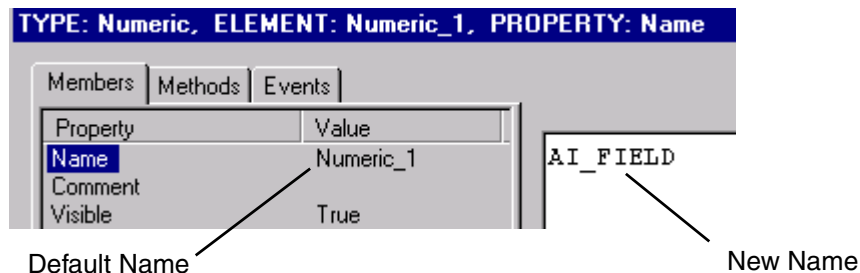 TYPE: Numeric, ELEMENT: Numeric_1, PROPERTY: Name
Members Methods Events
Property Value
Name Numeric_1
Comment
Visible True
AI_FIELD
Default Name
New Name